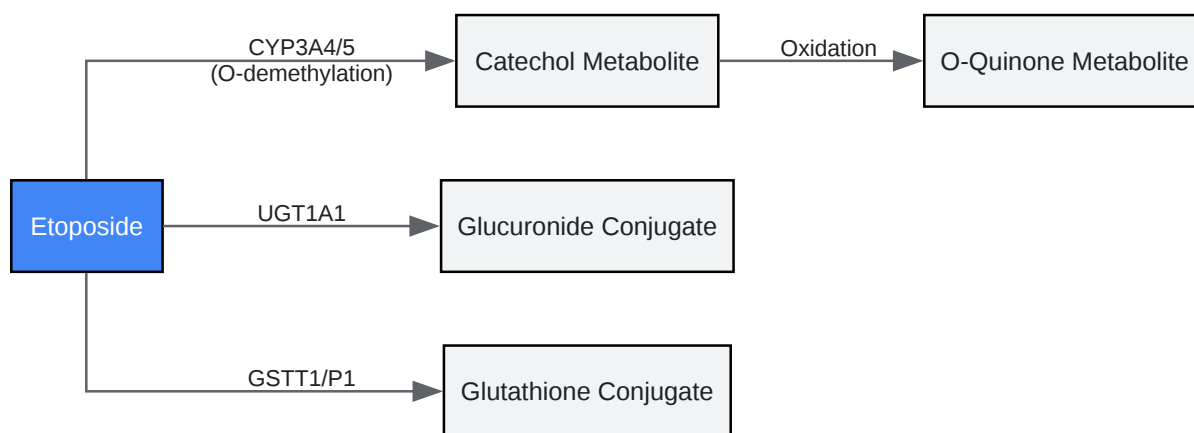 CYP3A4/5
(O-demethylation)
Catechol Metabolite
Oxidation
O-Quinone Metabolite
Etoposide
UGT1A1
Glucuronide Conjugate
GSTT1/P1
Glutathione Conjugate